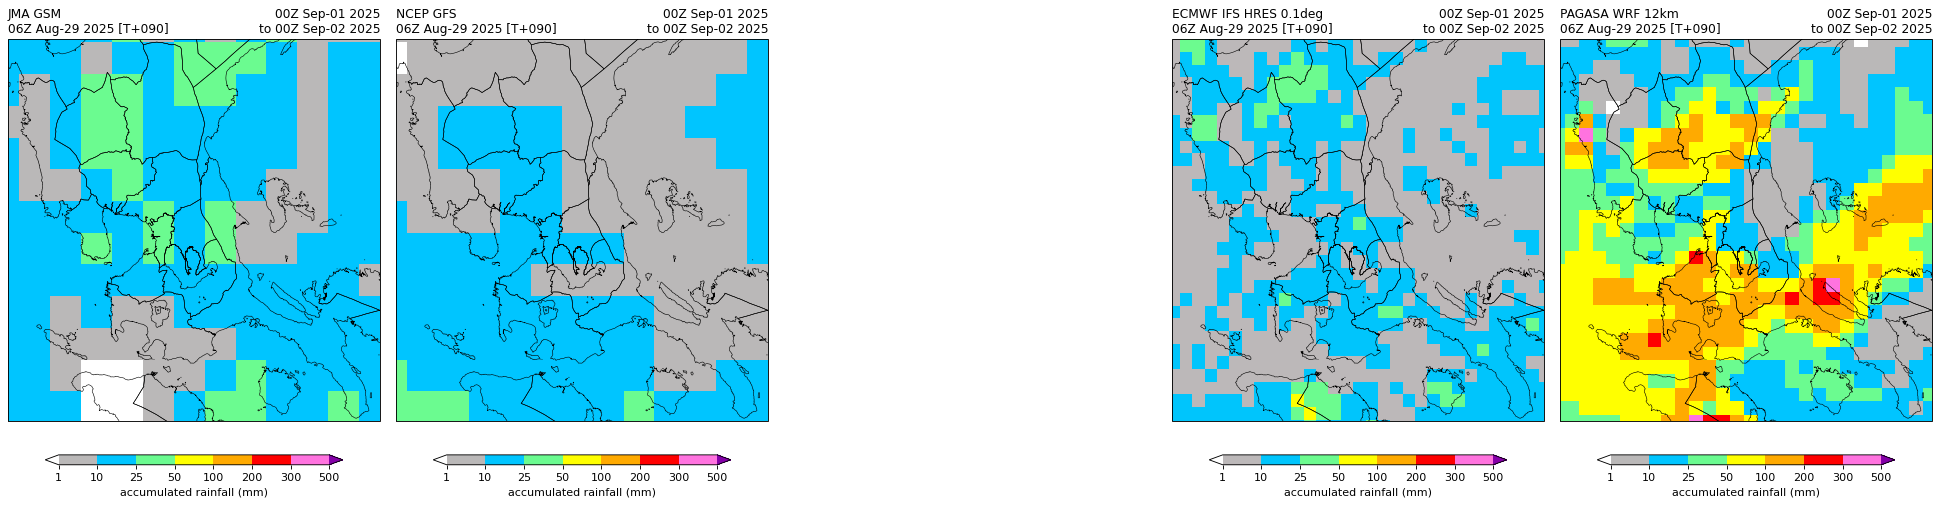 JMA GSM 00Z Sep-01 2025
06Z Aug-29 2025 [T+090] to 00Z Sep-02 2025
1 10 25 50 100 200 300 500
accumulated rainfall (mm)
NCEP GFS 00Z Sep-01 2025
06Z Aug-29 2025 [T+090] to 00Z Sep-02 2025
1 10 25 50 100 200 300 500
accumulated rainfall (mm)
ECMWF IFS HRES 0.1deg 00Z Sep-01 2025
06Z Aug-29 2025 [T+090] to 00Z Sep-02 2025
1 10 25 50 100 200 300 500
accumulated rainfall (mm)
PAGASA WRF 12km 00Z Sep-01 2025
06Z Aug-29 2025 [T+090] to 00Z Sep-02 2025
1 10 25 50 100 200 300 500
accumulated rainfall (mm)